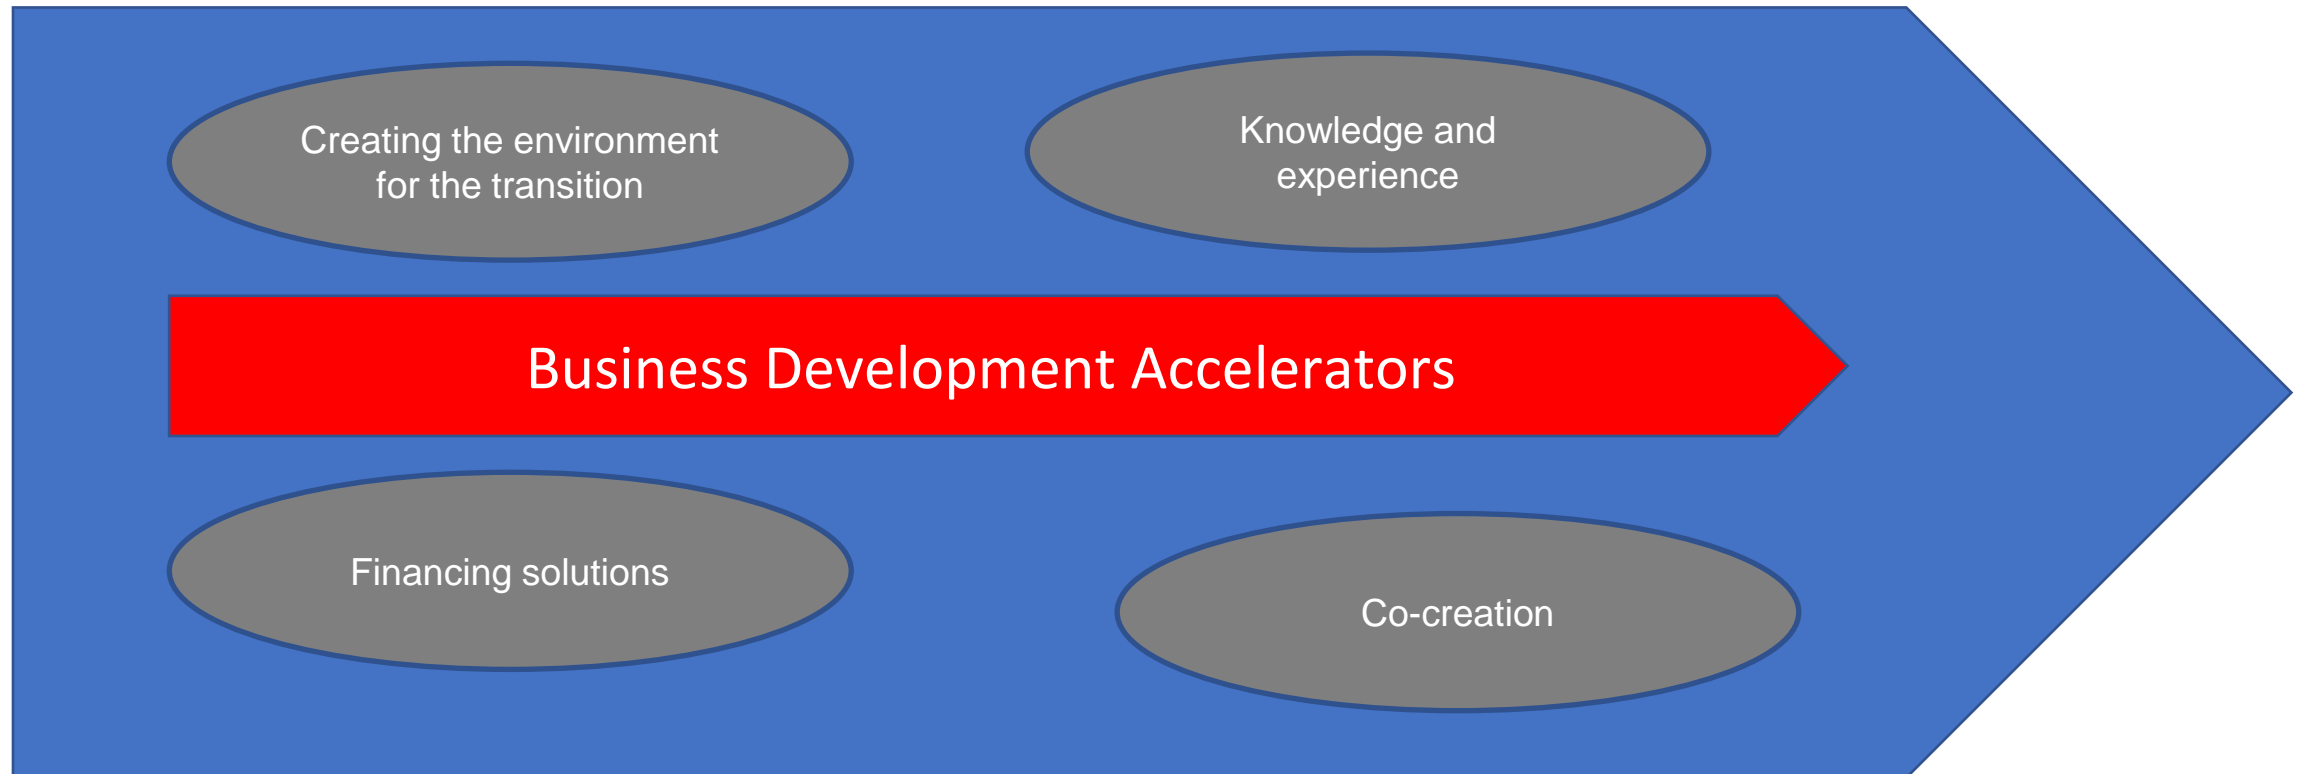 Creating the environment
for the transition
Knowledge and
experience
Business Development Accelerators
Financing solutions
Co-creation